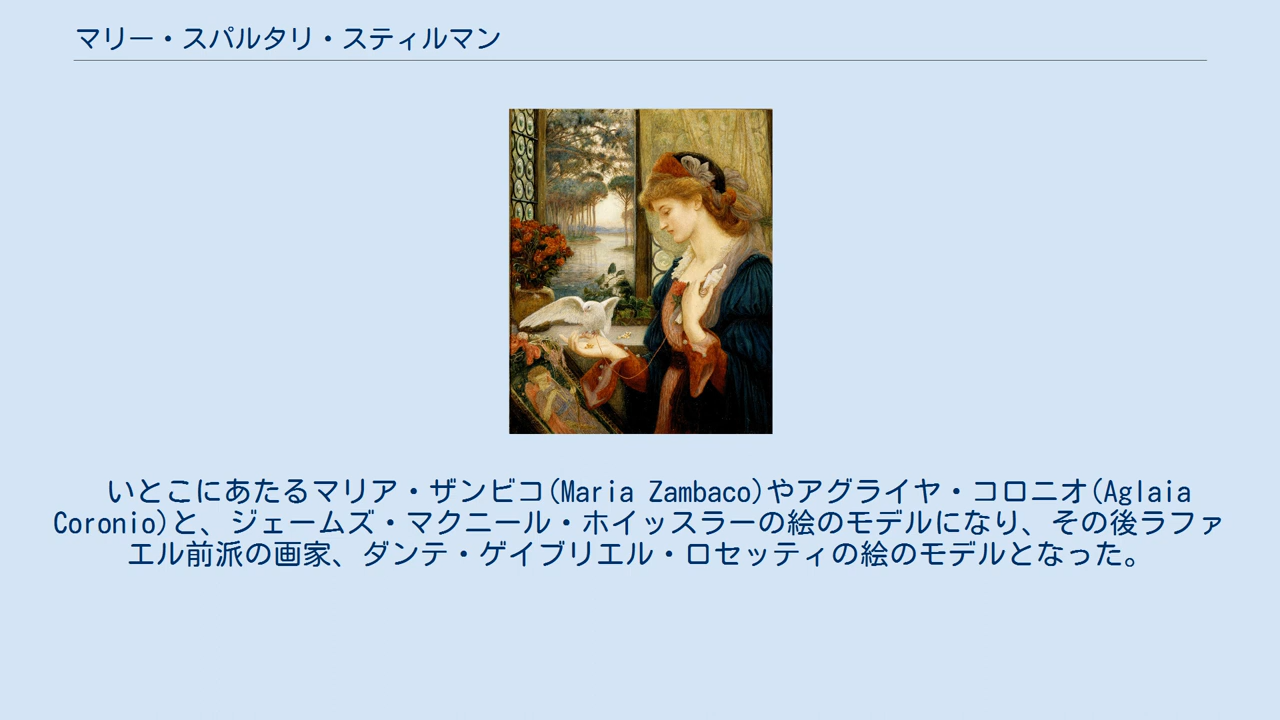 マリー・スパルタリ・スティルマン
いとこにあたるマリア・ザンビコ(Maria Zambaco)やアグライヤ・コロニオ(Aglaia
Coronio)と、ジェームズ・マクニール・ホイッスラーの絵のモデルになり、その後ラファ
エル前派の画家、ダンテ・ゲイブリエル・ロセッティの絵のモデルとなった。